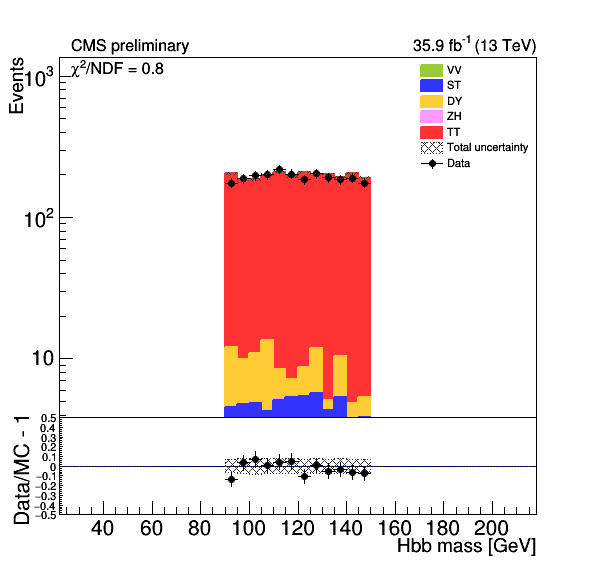 CMS preliminary
35.9 fb⁻¹ (13 TeV)
χ²/NDF = 0.8
Events
10³
10²
10
VV
ST
DY
ZH
TT
Total uncertainty
Data
Data/MC - 1
0.5
0.4
0.3
0.2
0.1
0
−0.1
−0.2
−0.3
−0.4
−0.5
40 60 80 100 120 140 160 180 200
Hbb mass [GeV]